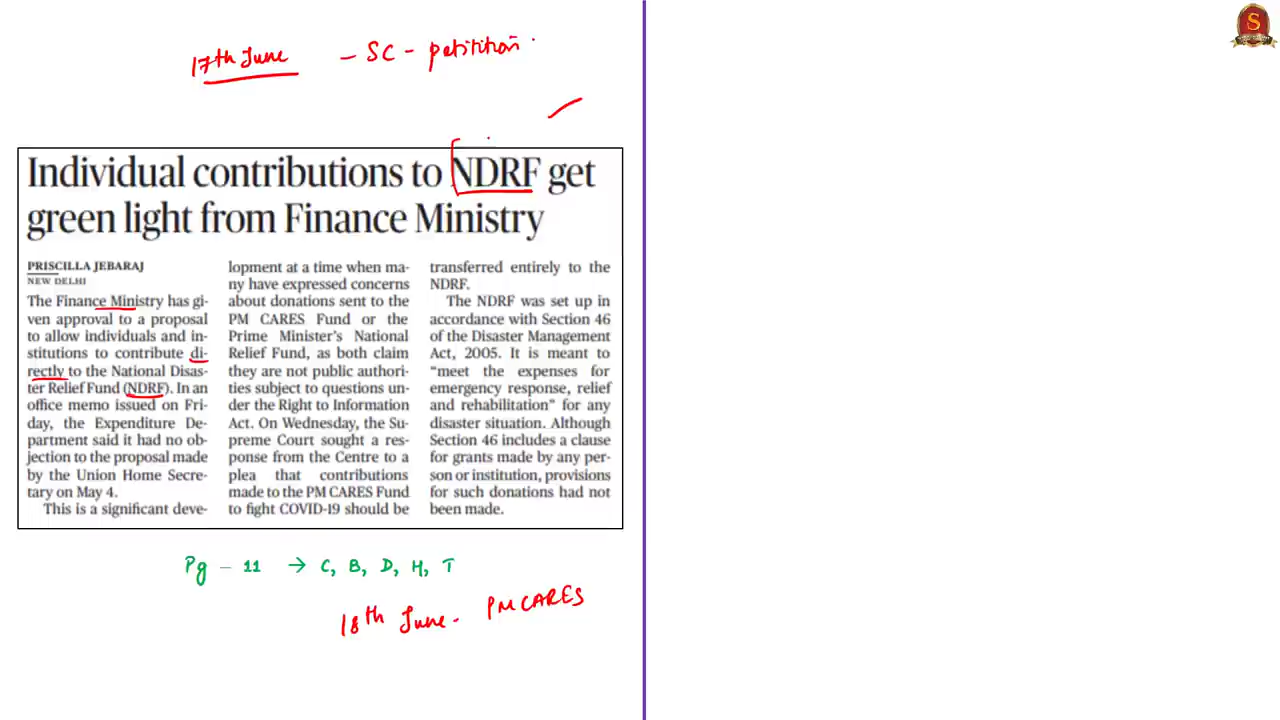 17th June – SC – petition
Individual contributions to NDRF get
green light from Finance Ministry
PRISCILLA JEBARAJ
NEW DELHI
The Finance Ministry has gi-
ven approval to a proposal
to allow individuals and in-
stitutions to contribute di-
rectly to the National Disas-
ter Relief Fund (NDRF). In an
office memo issued on Fri-
day, the Expenditure De-
partment said it had no ob-
jection to the proposal made
by the Union Home Secre-
tary on May 4.
This is a significant deve-
lopment at a time when ma-
ny have expressed concerns
about donations sent to the
PM CARES Fund or the
Prime Minister's National
Relief Fund, as both claim
they are not public authori-
ties subject to questions un-
der the Right to Information
Act. On Wednesday, the Su-
preme Court sought a res-
ponse from the Centre to a
plea that contributions
made to the PM CARES Fund
to fight COVID-19 should be
transferred entirely to the
NDRF.
The NDRF was set up in
accordance with Section 46
of the Disaster Management
Act, 2005. It is meant to
"meet the expenses for
emergency response, relief
and rehabilitation" for any
disaster situation. Although
Section 46 includes a clause
for grants made by any per-
son or institution, provisions
for such donations had not
been made.
Pg – 11 → C, B, D, H, T
18th June. PM CARES
S